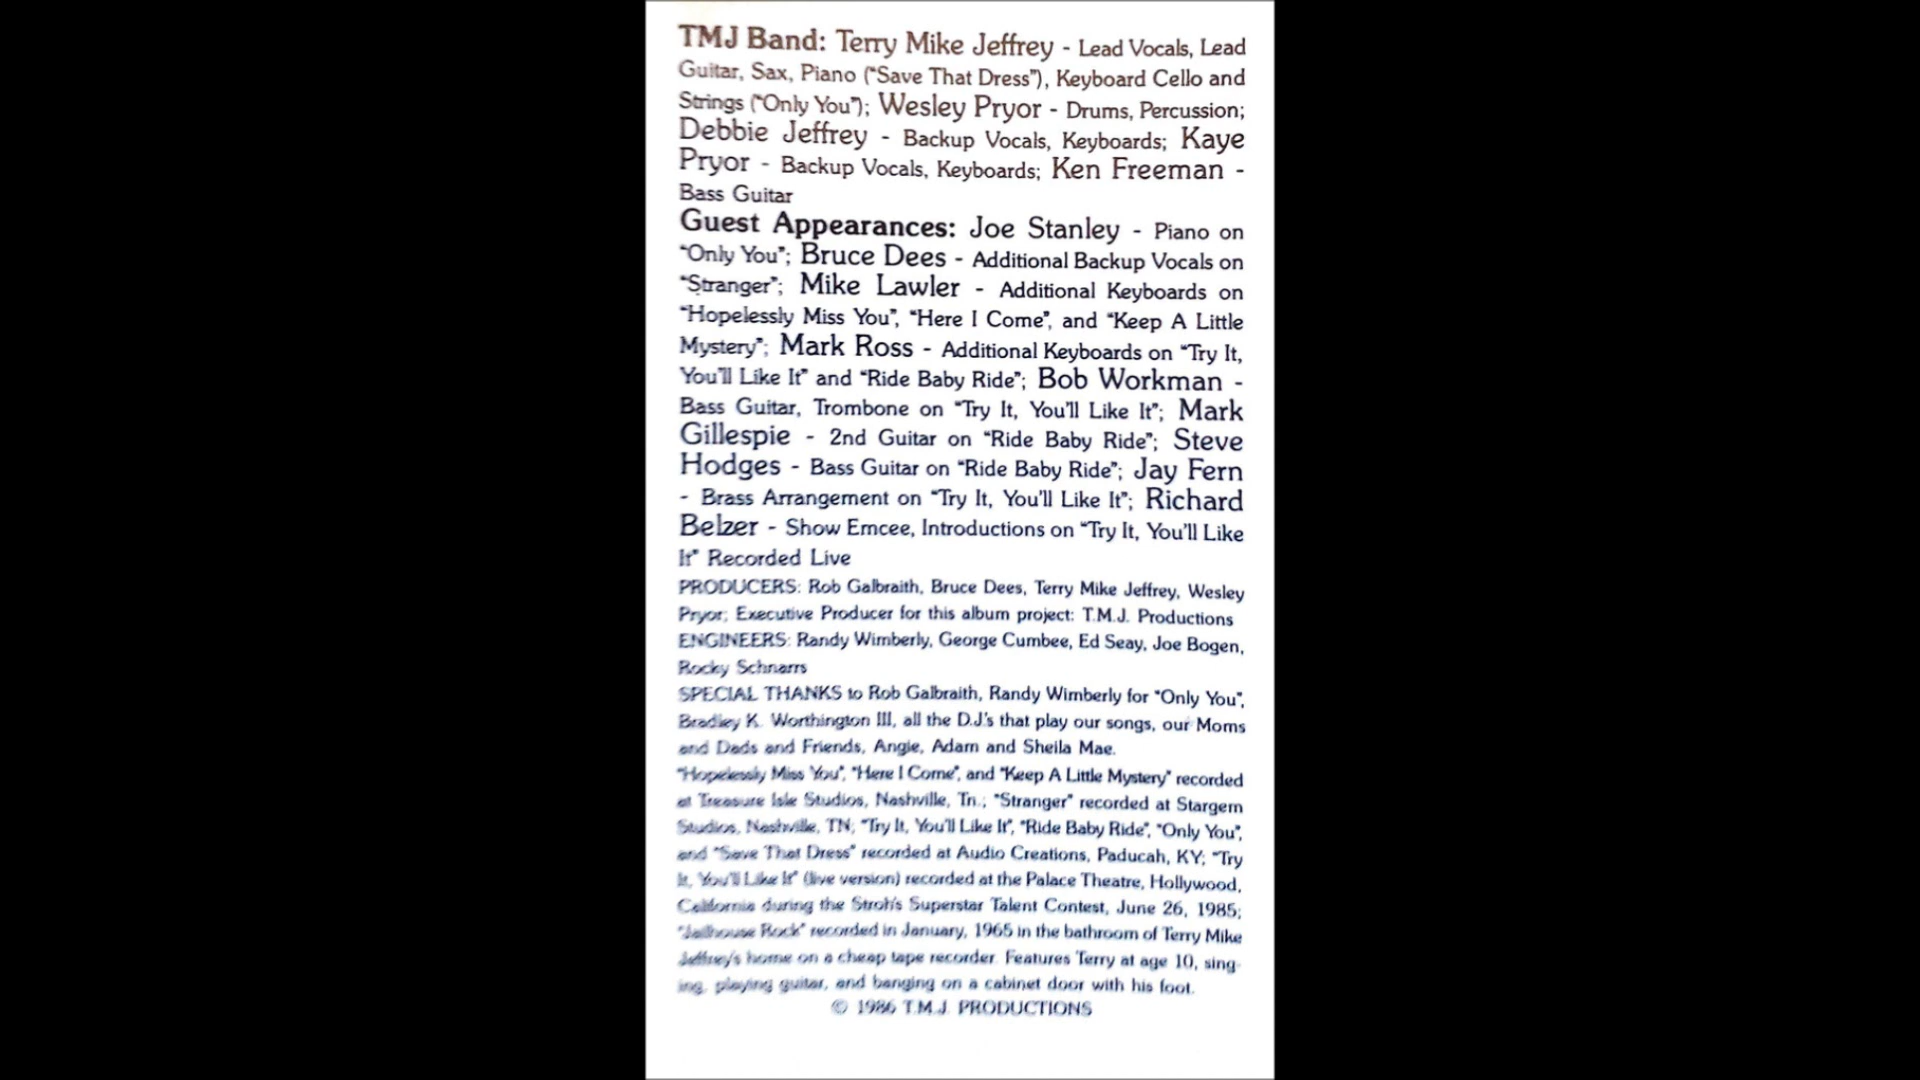 TMJ Band: Terry Mike Jeffrey - Lead Vocals, Lead
Guitar, Sax, Piano ("Save That Dress"), Keyboard Cello and
Strings ("Only You"); Wesley Pryor - Drums, Percussion;
Debbie Jeffrey - Backup Vocals, Keyboards; Kaye
Pryor - Backup Vocals, Keyboards; Ken Freeman -
Bass Guitar
Guest Appearances: Joe Stanley - Piano on
"Only You"; Bruce Dees - Additional Backup Vocals on
"Stranger"; Mike Lawler - Additional Keyboards on
"Hopelessly Miss You", "Here I Come", and "Keep A Little
Mystery"; Mark Ross - Additional Keyboards on "Try It,
You'll Like It" and "Ride Baby Ride"; Bob Workman -
Bass Guitar, Trombone on "Try It, You'll Like It"; Mark
Gillespie - 2nd Guitar on "Ride Baby Ride"; Steve
Hodges - Bass Guitar on "Ride Baby Ride"; Jay Fern
- Brass Arrangement on "Try It, You'll Like It"; Richard
Belzer - Show Emcee, Introductions on "Try It, You'll Like
It" Recorded Live
PRODUCERS: Rob Galbraith, Bruce Dees, Terry Mike Jeffrey, Wesley
Pryor; Executive Producer for this album project: T.M.J. Productions
ENGINEERS: Randy Wimberly, George Cumbee, Ed Seay, Joe Bogen,
Rocky Schnarrs
SPECIAL THANKS to Rob Galbraith, Randy Wimberly for "Only You",
Bradley K. Worthington III, all the D.J.'s that play our songs, our Moms
and Dads and Friends, Angie, Adam and Sheila Mae.
"Hopelessly Miss You", "Here I Come", and "Keep A Little Mystery" recorded
at Treasure Isle Studios, Nashville, Tn.; "Stranger" recorded at Stargem
Studios, Nashville, TN; "Try It, You'll Like It", "Ride Baby Ride", "Only You",
and "Save That Dress" recorded at Audio Creations, Paducah, KY; "Try
It, You'll Like It" (live version) recorded at the Palace Theatre, Hollywood,
California during the Stroh's Superstar Talent Contest, June 26, 1985;
"Jailhouse Rock" recorded in January, 1965 in the bathroom of Terry Mike
Jeffrey's home on a cheap tape recorder. Features Terry at age 10, sing-
ing, playing guitar, and banging on a cabinet door with his foot.
© 1986 T.M.J. PRODUCTIONS